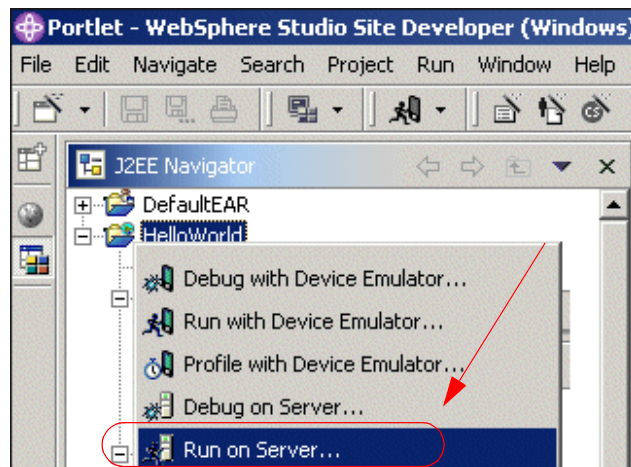 Portlet - WebSphere Studio Site Developer (Windows)
File Edit Navigate Search Project Run Window Help
J2EE Navigator
DefaultEAR
HelloWorld
Debug with Device Emulator...
Run with Device Emulator...
Profile with Device Emulator...
Debug on Server...
Run on Server...